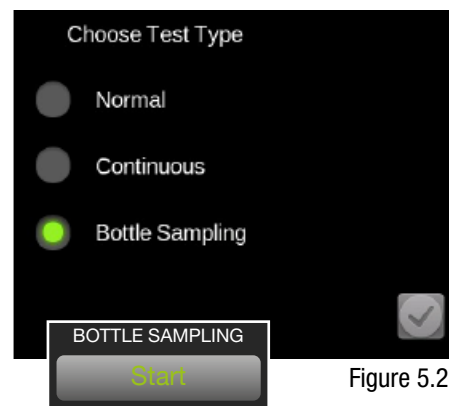 Choose Test Type
Normal
Continuous
Bottle Sampling
BOTTLE SAMPLING
Start
Figure 5.2